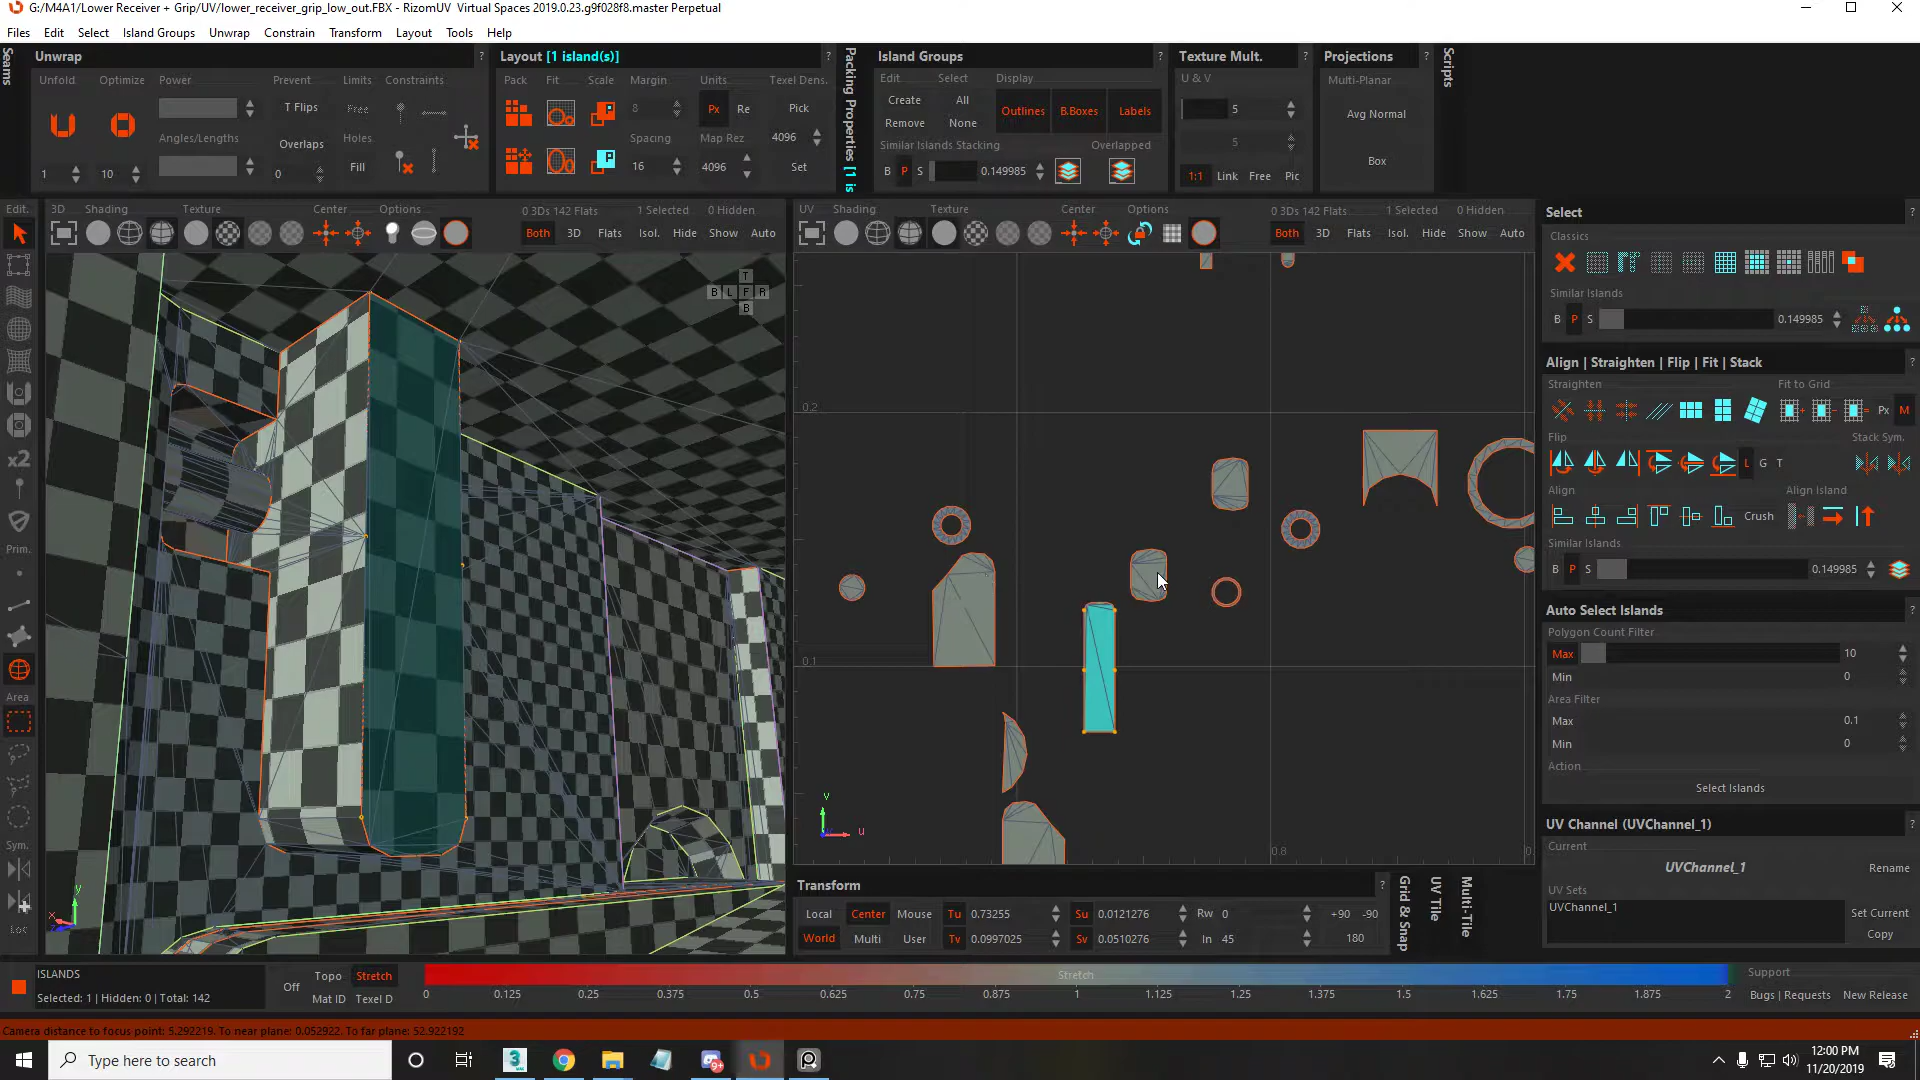 G:/M4A1/Lower Receiver + Grip/UV/lower_receiver_grip_low_out.FBX - RizomUV  Virtual Spaces 2019.0.23.g9f028f8.master Perpetual
Files Edit Select Island Groups Unwrap Constrain Transform Layout Tools Help
Seams
Unwrap ?
Unfold Optimize Power Prevent Limits Constraints
T Flips Free
Angles/Lengths Holes
Overlaps Fill
1 10 0
Layout [1 island(s)] ?
Pack Fit Scale Margin Units Texel Dens.
8 Px Re Pick
Spacing Map Rez 4096
16 4096 Set
Packing Properties [1 is
Island Groups ?
Edit Select Display
Create All Outlines B.Boxes Labels
Remove None
Similar Islands Stacking Overlapped
B P S 0.149985
Texture Mult. ?
U & V
5
5
1:1 Link Free Pic
Projections ?
Multi-Planar
Avg Normal
Box
Scripts
Edit. 3D Shading Texture Center Options 0 3Ds 142 Flats 1 Selected 0 Hidden
Both 3D Flats Isol. Hide Show Auto
UV Shading Texture Center Options 0 3Ds 142 Flats 1 Selected 0 Hidden
Both 3D Flats Isol. Hide Show Auto
T
B L F R
B
x2
Prim.
Area
Sym.
Loc
y
x
0.2
0.1
0.8
0.
V
u
Select ?
Classics
Similar Islands
B P S 0.149985
Align | Straighten | Flip | Fit | Stack ?
Straighten Fit to Grid
Px M
Flip Stack Sym.
L G T
Align Align Island
Crush
Similar Islands
B P S 0.149985
Auto Select Islands ?
Polygon Count Filter
Max 10
Min 0
Area Filter
Max 0.1
Min 0
Action
Select Islands
UV Channel (UVChannel_1) ?
Current
UVChannel_1 Rename
UV Sets
UVChannel_1 Set Current
Copy
Transform ?
Local Center Mouse Tu 0.73255 Su 0.0121276 Rw 0 +90 -90
World Multi User Tv 0.0997025 Sv 0.0510276 In 45 180
Grid & Snap
UV Tile
Multi-Tile
ISLANDS
Selected: 1 | Hidden: 0 | Total: 142
Off Topo Stretch
Mat ID Texel D
Stretch
0 0.125 0.25 0.375 0.5 0.625 0.75 0.875 1 1.125 1.25 1.375 1.5 1.625 1.75 1.875 2
Support
Bugs | Requests New Release
Camera distance to focus point: 5.292219. To near plane: 0.052922. To far plane: 52.922192
Type here to search
3
9+
12:00 PM
11/20/2019